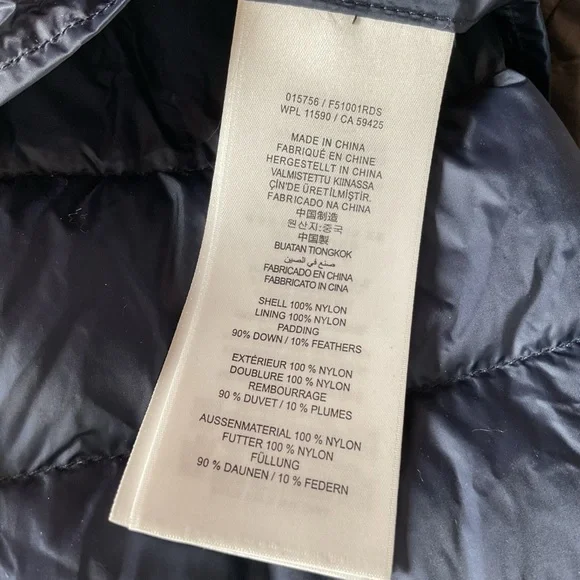 015756 / F51001RDS
WPL 11590 / CA 59425
MADE IN CHINA
FABRIQUÉ EN CHINE
HERGESTELLT IN CHINA
VALMISTETTU KIINASSA
ÇİN'DE ÜRETİLMİŞTİR.
FABRICADO NA CHINA
中国制造
원산지:중국
中国製
BUATAN TIONGKOK
صنع في الصين
FABRICADO EN CHINA
FABBRICATO IN CINA
SHELL 100% NYLON
LINING 100% NYLON
PADDING
90% DOWN / 10% FEATHERS
EXTÉRIEUR 100 % NYLON
DOUBLURE 100 % NYLON
REMBOURRAGE
90 % DUVET / 10 % PLUMES
AUSSENMATERIAL 100 % NYLON
FUTTER 100 % NYLON
FÜLLUNG
90 % DAUNEN / 10 % FEDERN